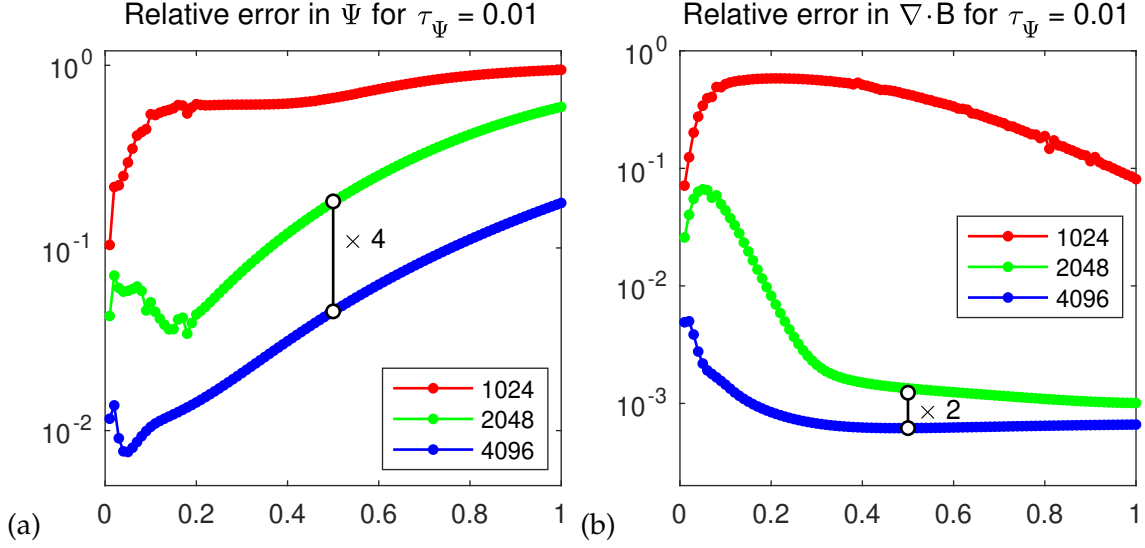 Relative error in Ψ for τ_Ψ = 0.01
10^0
10^-1
10^-2
× 4
1024
2048
4096
0 0.2 0.4 0.6 0.8 1
(a)
Relative error in ∇·B for τ_Ψ = 0.01
10^0
10^-1
10^-2
10^-3
1024
2048
4096
× 2
0 0.2 0.4 0.6 0.8 1
(b)